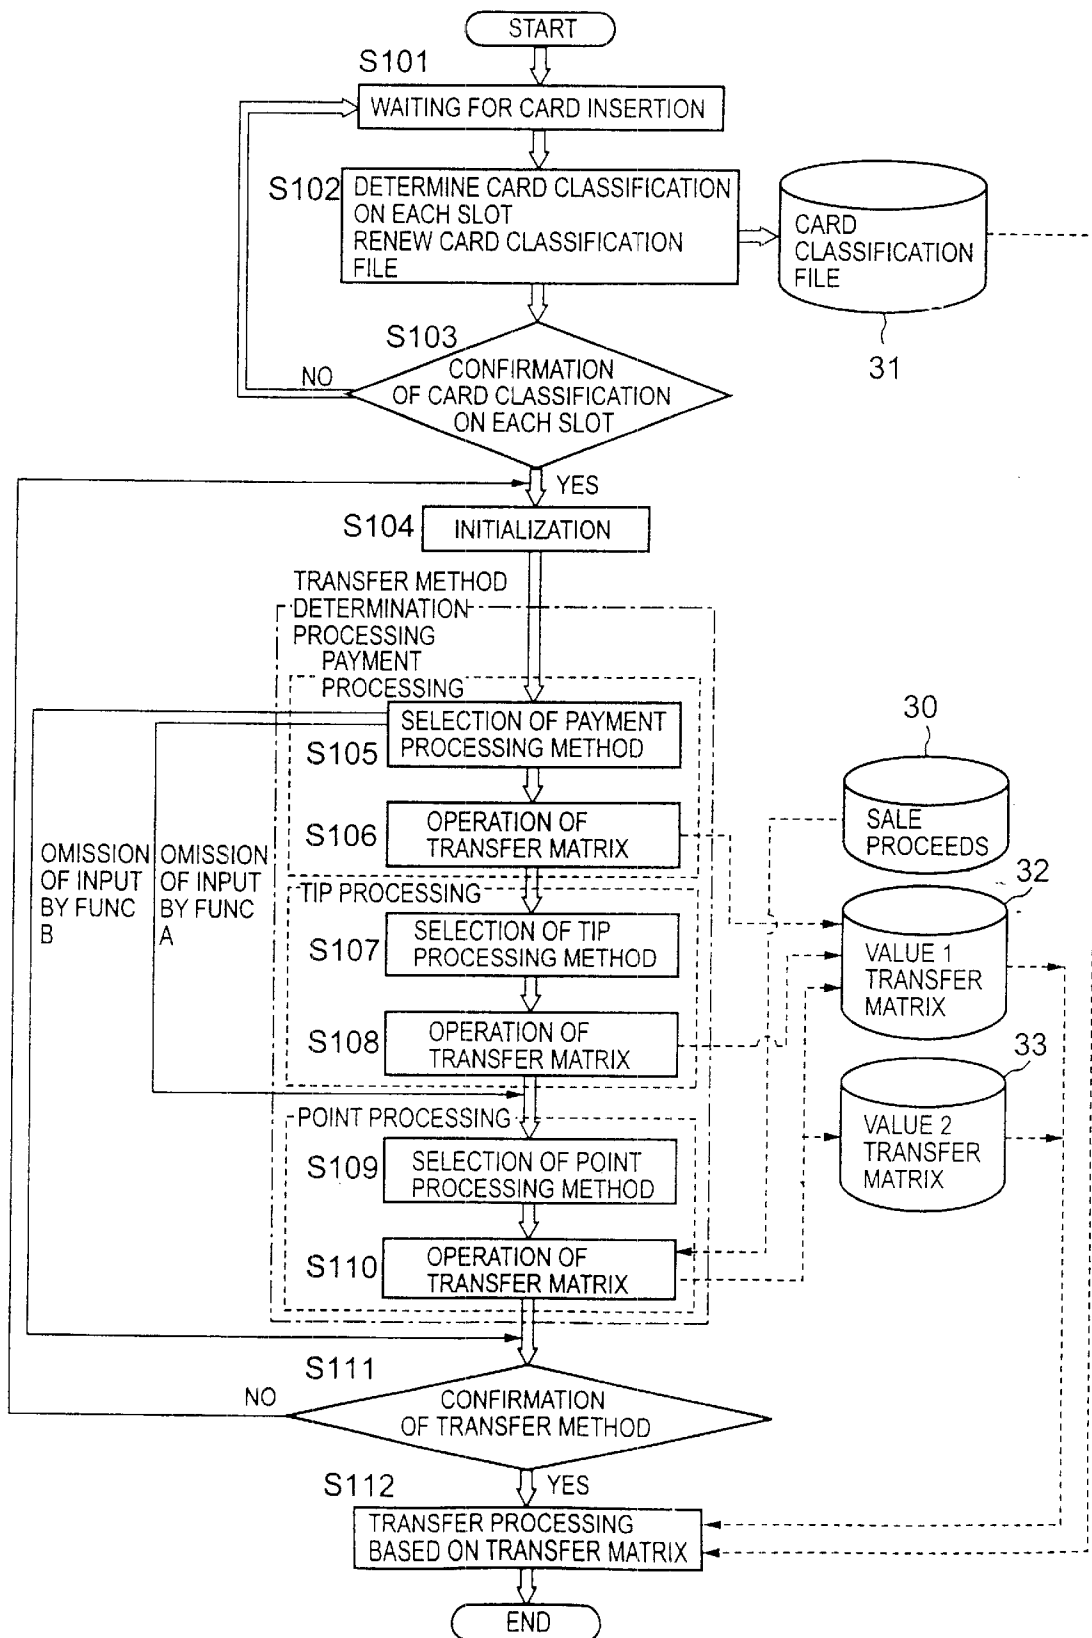 START
S101
WAITING FOR CARD INSERTION
S102
DETERMINE CARD CLASSIFICATION
ON EACH SLOT
RENEW CARD CLASSIFICATION
FILE
CARD
CLASSIFICATION
FILE
31
S103
CONFIRMATION
OF CARD CLASSIFICATION
ON EACH SLOT
NO
YES
S104
INITIALIZATION
TRANSFER METHOD
DETERMINATION
PROCESSING
PAYMENT
PROCESSING
S105
SELECTION OF PAYMENT
PROCESSING METHOD
S106
OPERATION OF
TRANSFER MATRIX
30
SALE
PROCEEDS
OMISSION
OF INPUT
BY FUNC
B
OMISSION
OF INPUT
BY FUNC
A
TIP PROCESSING
S107
SELECTION OF TIP
PROCESSING METHOD
32
VALUE 1
TRANSFER
MATRIX
S108
OPERATION OF
TRANSFER MATRIX
33
VALUE 2
TRANSFER
MATRIX
POINT PROCESSING
S109
SELECTION OF POINT
PROCESSING METHOD
S110
OPERATION OF
TRANSFER MATRIX
S111
CONFIRMATION
OF TRANSFER METHOD
NO
YES
S112
TRANSFER PROCESSING
BASED ON TRANSFER MATRIX
END